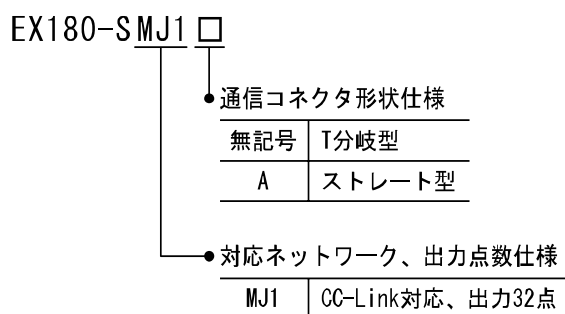 EX180-SMJ1□
通信コネクタ形状仕様
無記号 T分岐型
A ストレート型
対応ネットワーク、出力点数仕様
MJ1 CC-Link対応、出力32点